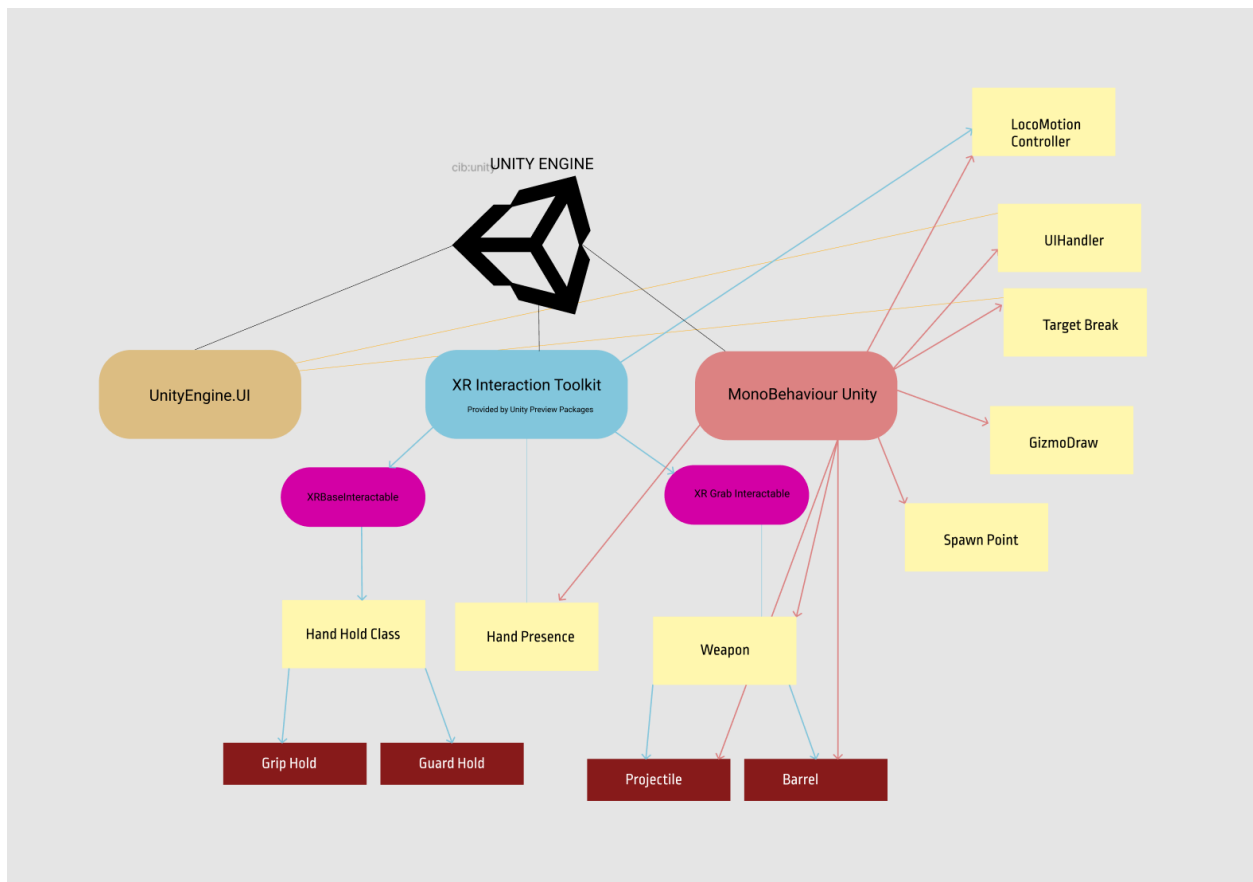 LocoMotion
Controller
cib:unity
UNITY ENGINE
UIHandler
Target Break
UnityEngine.UI
XR Interaction Toolkit
Provided by Unity Preview Packages
MonoBehaviour Unity
GizmoDraw
XRBaseInteractable
XR Grab Interactable
Spawn Point
Hand Hold Class
Hand Presence
Weapon
Grip Hold
Guard Hold
Projectile
Barrel